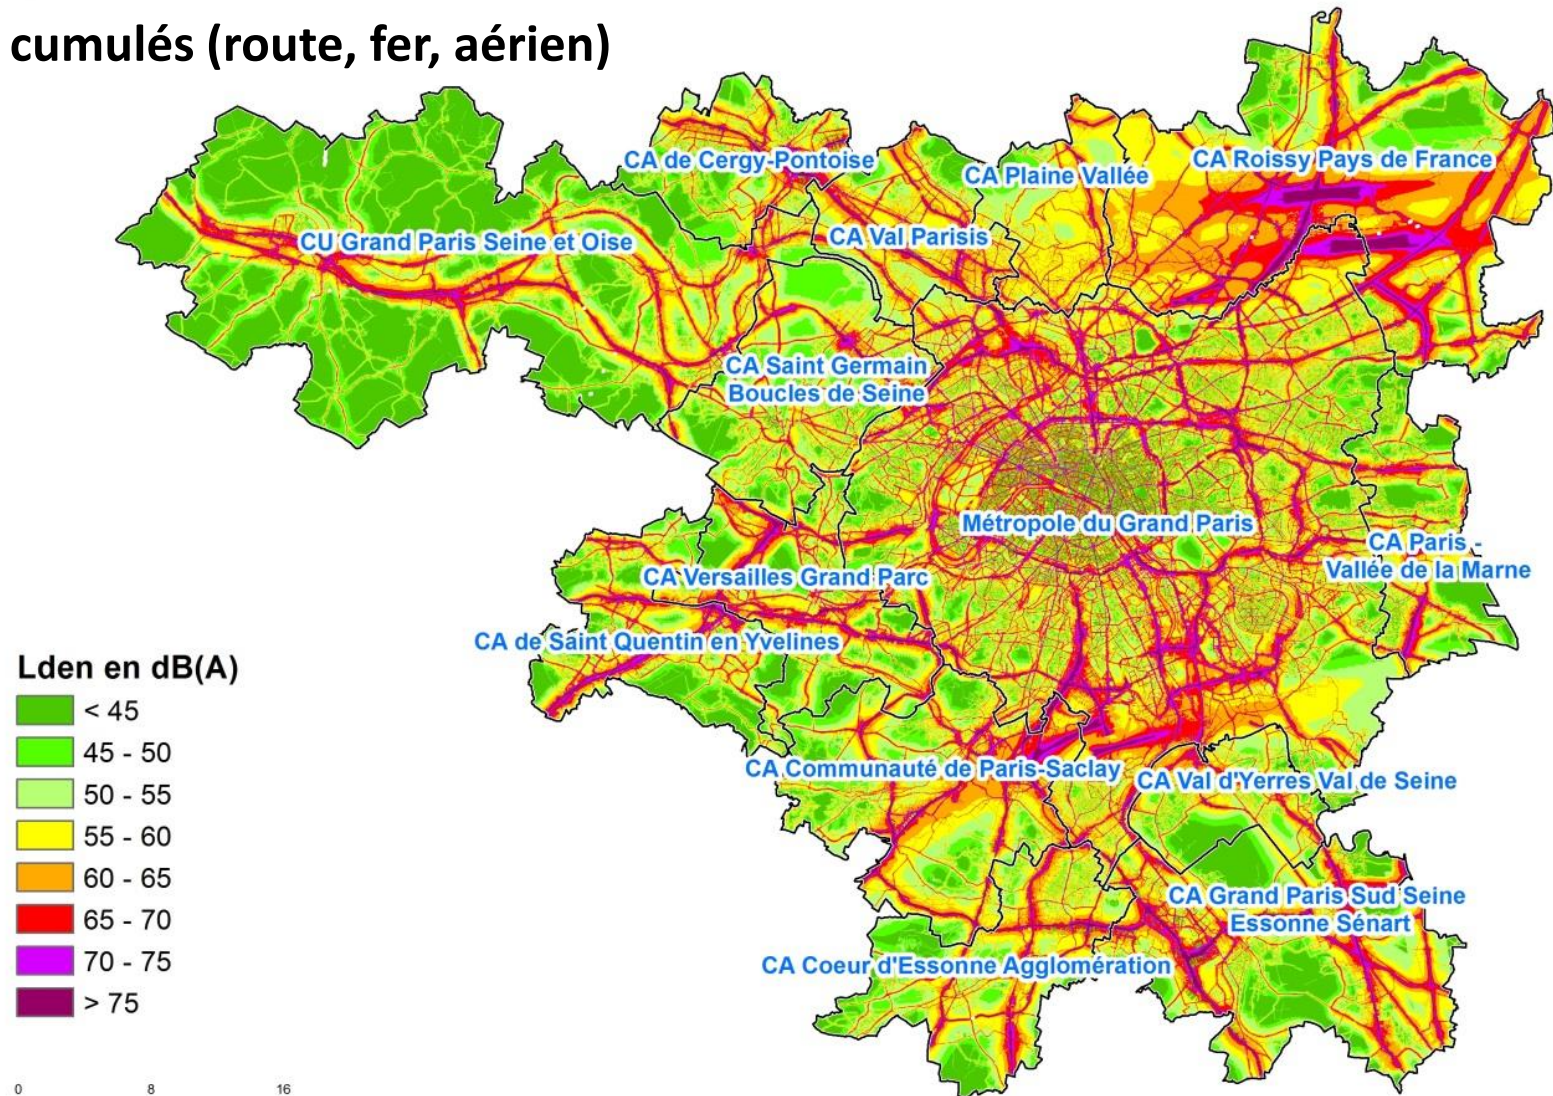 cumulés (route, fer, aérien)
CA de Cergy-Pontoise
CA Plaine Vallée
CA Roissy Pays de France
CU Grand Paris Seine et Oise
CA Val Parisis
CA Saint Germain
Boucles de Seine
Métropole du Grand Paris
CA Paris -
Vallée de la Marne
CA Versailles Grand Parc
CA de Saint Quentin en Yvelines
CA Communauté de Paris-Saclay
CA Val d'Yerres Val de Seine
CA Grand Paris Sud Seine
Essonne Sénart
CA Coeur d'Essonne Agglomération
Lden en dB(A)
< 45
45 - 50
50 - 55
55 - 60
60 - 65
65 - 70
70 - 75
> 75
0 8 16